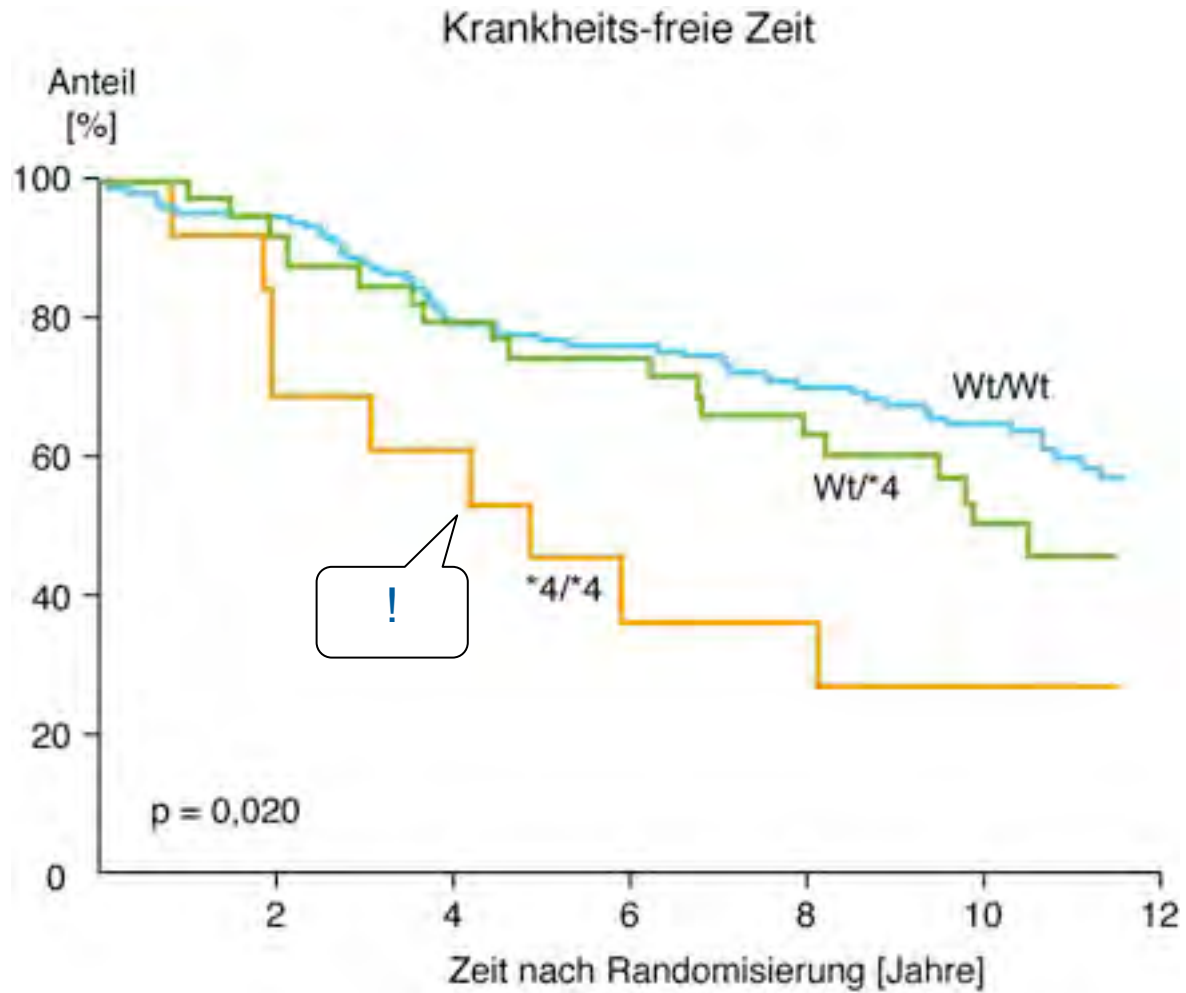 Krankheits-freie Zeit
Anteil
[%]
100
80
60
40
20
0
Wt/Wt
Wt/*4
*4/*4
!
p = 0,020
2 4 6 8 10 12
Zeit nach Randomisierung [Jahre]